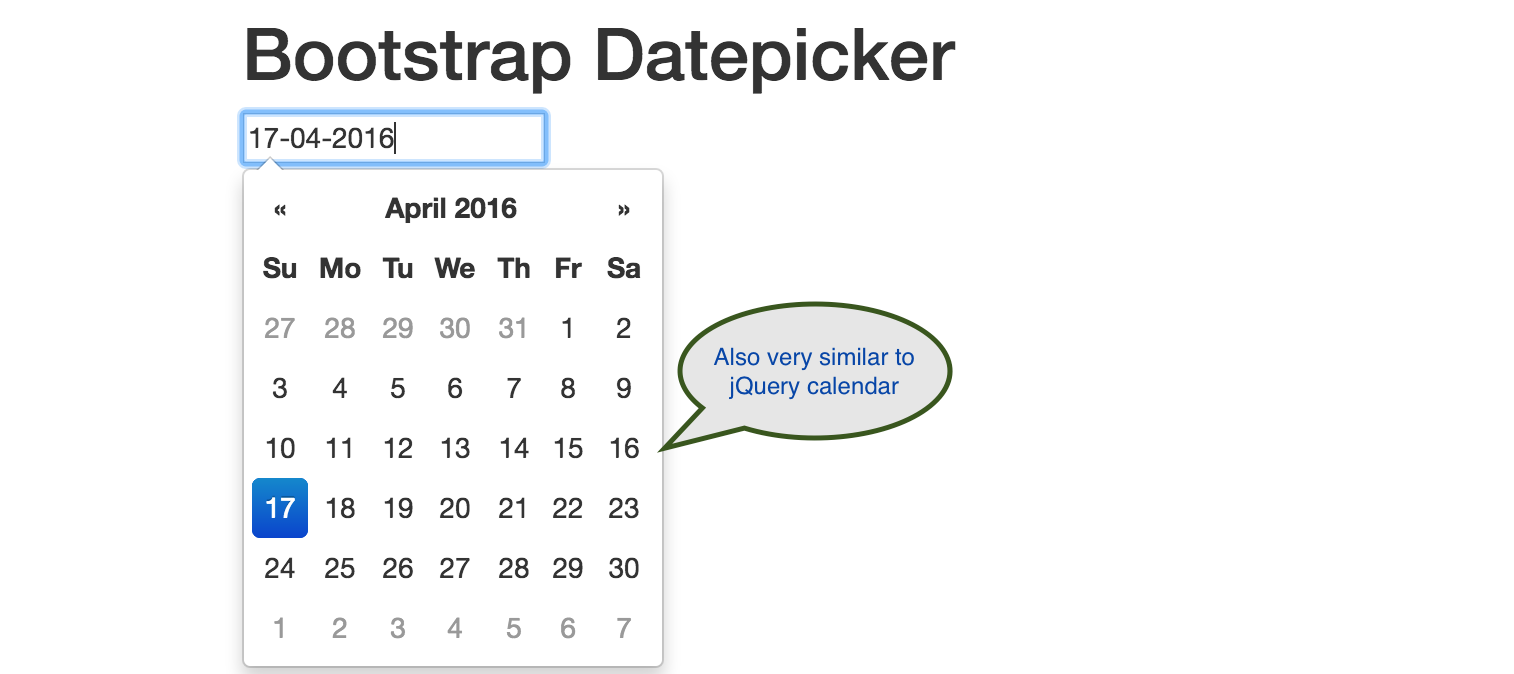 Bootstrap Datepicker
17-04-2016
« April 2016 »
Su Mo Tu We Th Fr Sa
27 28 29 30 31 1 2
3 4 5 6 7 8 9
10 11 12 13 14 15 16
17 18 19 20 21 22 23
24 25 26 27 28 29 30
1 2 3 4 5 6 7
Also very similar to
jQuery calendar